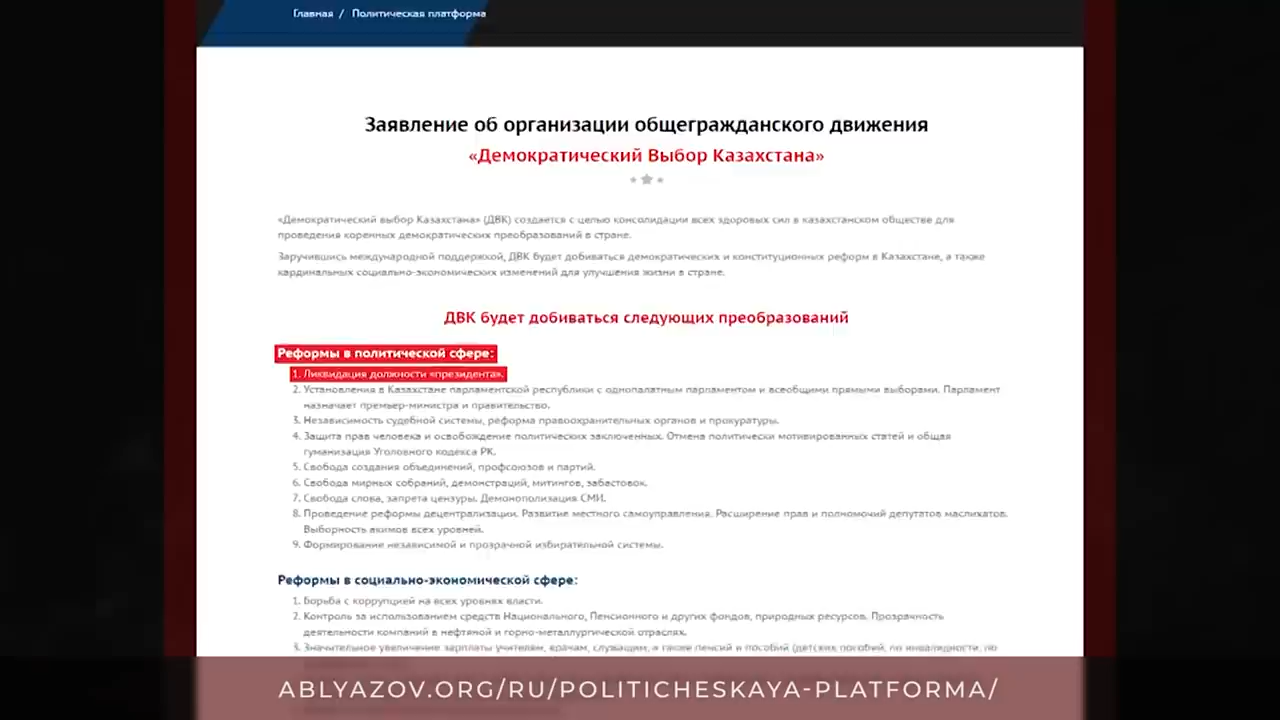 Главная / Политическая платформа
Заявление об организации общегражданского движения
«Демократический Выбор Казахстана»
«Демократический выбор Казахстана» (ДВК) создается с целью консолидации всех здоровых сил в казахстанском обществе для
проведения коренных демократических преобразований в стране.
Заручившись международной поддержкой, ДВК будет добиваться демократических и конституционных реформ в Казахстане, а также
кардинальных социально-экономических изменений для улучшения жизни в стране.
ДВК будет добиваться следующих преобразований
Реформы в политической сфере:
1. Ликвидация должности «президента».
2. Установления в Казахстане парламентской республики с однопалатным парламентом и всеобщими прямыми выборами. Парламент
назначает премьер-министра и правительство.
3. Независимость судебной системы, реформа правоохранительных органов и прокуратуры.
4. Защита прав человека и освобождение политических заключенных. Отмена политически мотивированных статей и общая
гуманизация Уголовного кодекса РК.
5. Свобода создания объединений, профсоюзов и партий.
6. Свобода мирных собраний, демонстраций, митингов, забастовок.
7. Свобода слова, запрета цензуры. Демонополизация СМИ.
8. Проведение реформы децентрализации. Развитие местного самоуправления. Расширение прав и полномочий депутатов маслихатов.
Выборность акимов всех уровней.
9. Формирование независимой и прозрачной избирательной системы.
Реформы в социально-экономической сфере:
1. Борьба с коррупцией на всех уровнях власти.
2. Контроль за использованием средств Национального, Пенсионного и других фондов, природных ресурсов. Прозрачность
деятельности компаний в нефтяной и горно-металлургической отраслях.
3. Значительное увеличение зарплаты учителям, врачам, служащим, а также пенсий и пособий (детских пособий, по инвалидности, по
ABLYAZOV.ORG/RU/POLITICHESKAYA-PLATFORMA/